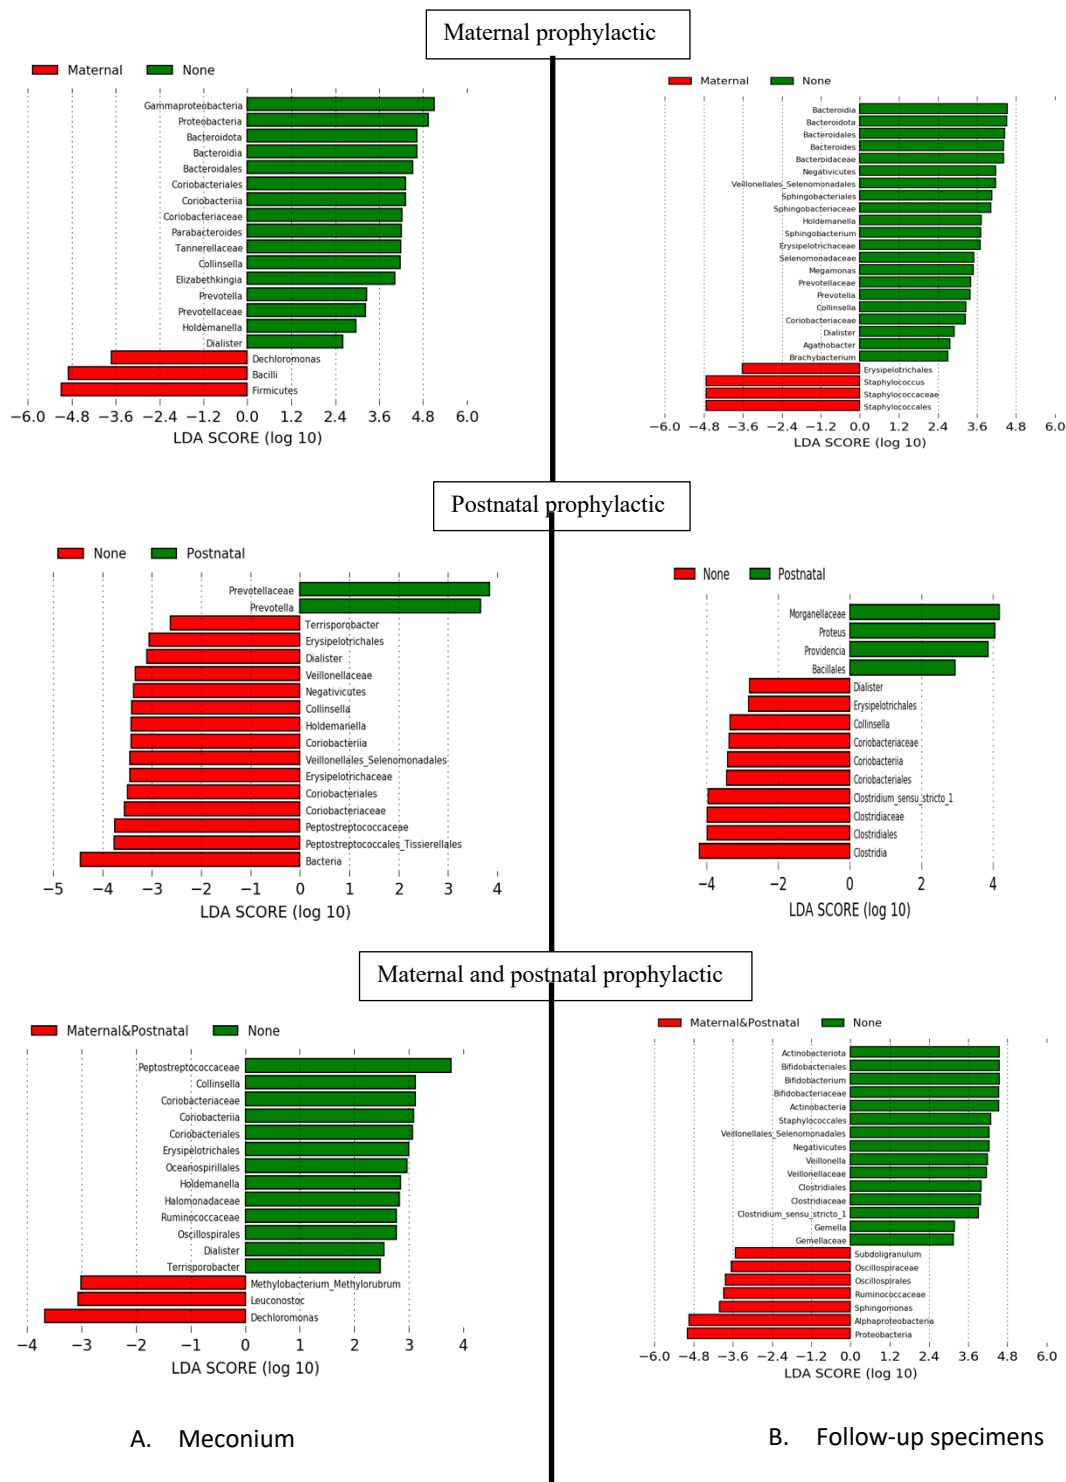 Maternal prophylactic
Maternal None
Gammaproteobacteria
Proteobacteria
Bacteroidota
Bacteroidia
Bacteroidales
Coriobacteriales
Coriobacteriia
Coriobacteriaceae
Parabacteroides
Tannerellaceae
Collinsella
Elizabethkingia
Prevotella
Prevotellaceae
Holdemanella
Dialister
Dechloromonas
Bacilli
Firmicutes
−6.0 −4.8 −3.6 −2.4 −1.2 0.0 1.2 2.4 3.6 4.8 6.0
LDA SCORE (log 10)
Maternal None
Bacteroidia
Bacteroidota
Bacteroidales
Bacteroides
Bacteroidaceae
Negativicutes
Veillonellales_Selenomonadales
Sphingobacteriales
Sphingobacteriaceae
Holdemanella
Sphingobacterium
Erysipelotrichaceae
Selenomonadaceae
Megamonas
Prevotellaceae
Prevotella
Collinsella
Coriobacteriaceae
Dialister
Agathobacter
Brachybacterium
Erysipelotrichales
Staphylococcus
Staphylococcaceae
Staphylococcales
−6.0 −4.8 −3.6 −2.4 −1.2 0.0 1.2 2.4 3.6 4.8 6.0
LDA SCORE (log 10)
Postnatal prophylactic
None Postnatal
Prevotellaceae
Prevotella
Terrisporobacter
Erysipelotrichales
Dialister
Veillonellaceae
Negativicutes
Collinsella
Holdemanella
Coriobacteriia
Veillonellales_Selenomonadales
Erysipelotrichaceae
Coriobacteriales
Coriobacteriaceae
Peptostreptococcaceae
Peptostreptococcales_Tissierellales
Bacteria
−5 −4 −3 −2 −1 0 1 2 3 4
LDA SCORE (log 10)
None Postnatal
Morganellaceae
Proteus
Providencia
Bacillales
Dialister
Erysipelotrichales
Collinsella
Coriobacteriaceae
Coriobacteriia
Coriobacteriales
Clostridium_sensu_stricto_1
Clostridiaceae
Clostridiales
Clostridia
−4 −2 0 2 4
LDA SCORE (log 10)
Maternal and postnatal prophylactic
Maternal&Postnatal None
Peptostreptococcaceae
Collinsella
Coriobacteriaceae
Coriobacteriia
Coriobacteriales
Erysipelotrichales
Oceanospirillales
Holdemanella
Halomonadaceae
Ruminococcaceae
Oscillospirales
Dialister
Terrisporobacter
Methylobacterium_Methylorubrum
Leuconostoc
Dechloromonas
−4 −3 −2 −1 0 1 2 3 4
LDA SCORE (log 10)
Maternal&Postnatal None
Actinobacteriota
Bifidobacteriales
Bifidobacterium
Bifidobacteriaceae
Actinobacteria
Staphylococcales
Veillonellales_Selenomonadales
Negativicutes
Veillonella
Veillonellaceae
Clostridiales
Clostridiaceae
Clostridium_sensu_stricto_1
Gemella
Gemellaceae
Subdoligranulum
Oscillospiraceae
Oscillospirales
Ruminococcaceae
Sphingomonas
Alphaproteobacteria
Proteobacteria
−6.0 −4.8 −3.6 −2.4 −1.2 0.0 1.2 2.4 3.6 4.8 6.0
LDA SCORE (log 10)
A. Meconium
B. Follow-up specimens